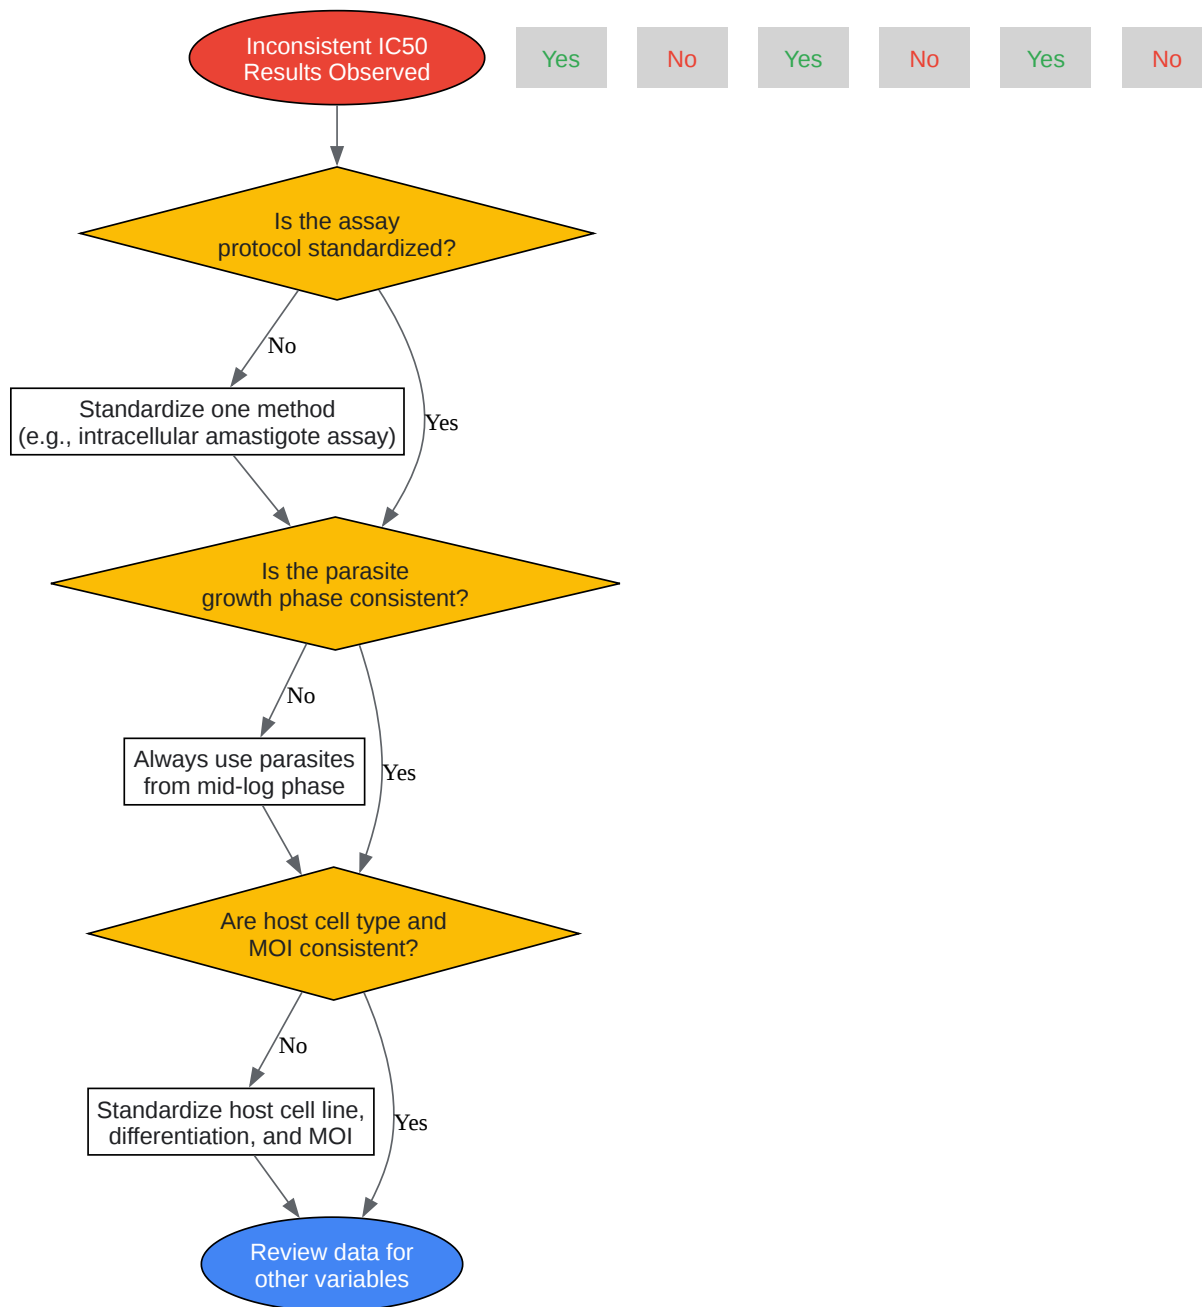 Inconsistent IC50
Results Observed
Yes
No
Yes
No
Yes
No
Is the assay
protocol standardized?
No
Standardize one method
(e.g., intracellular amastigote assay)
Yes
Is the parasite
growth phase consistent?
No
Always use parasites
from mid-log phase
Yes
Are host cell type and
MOI consistent?
No
Standardize host cell line,
differentiation, and MOI
Yes
Review data for
other variables